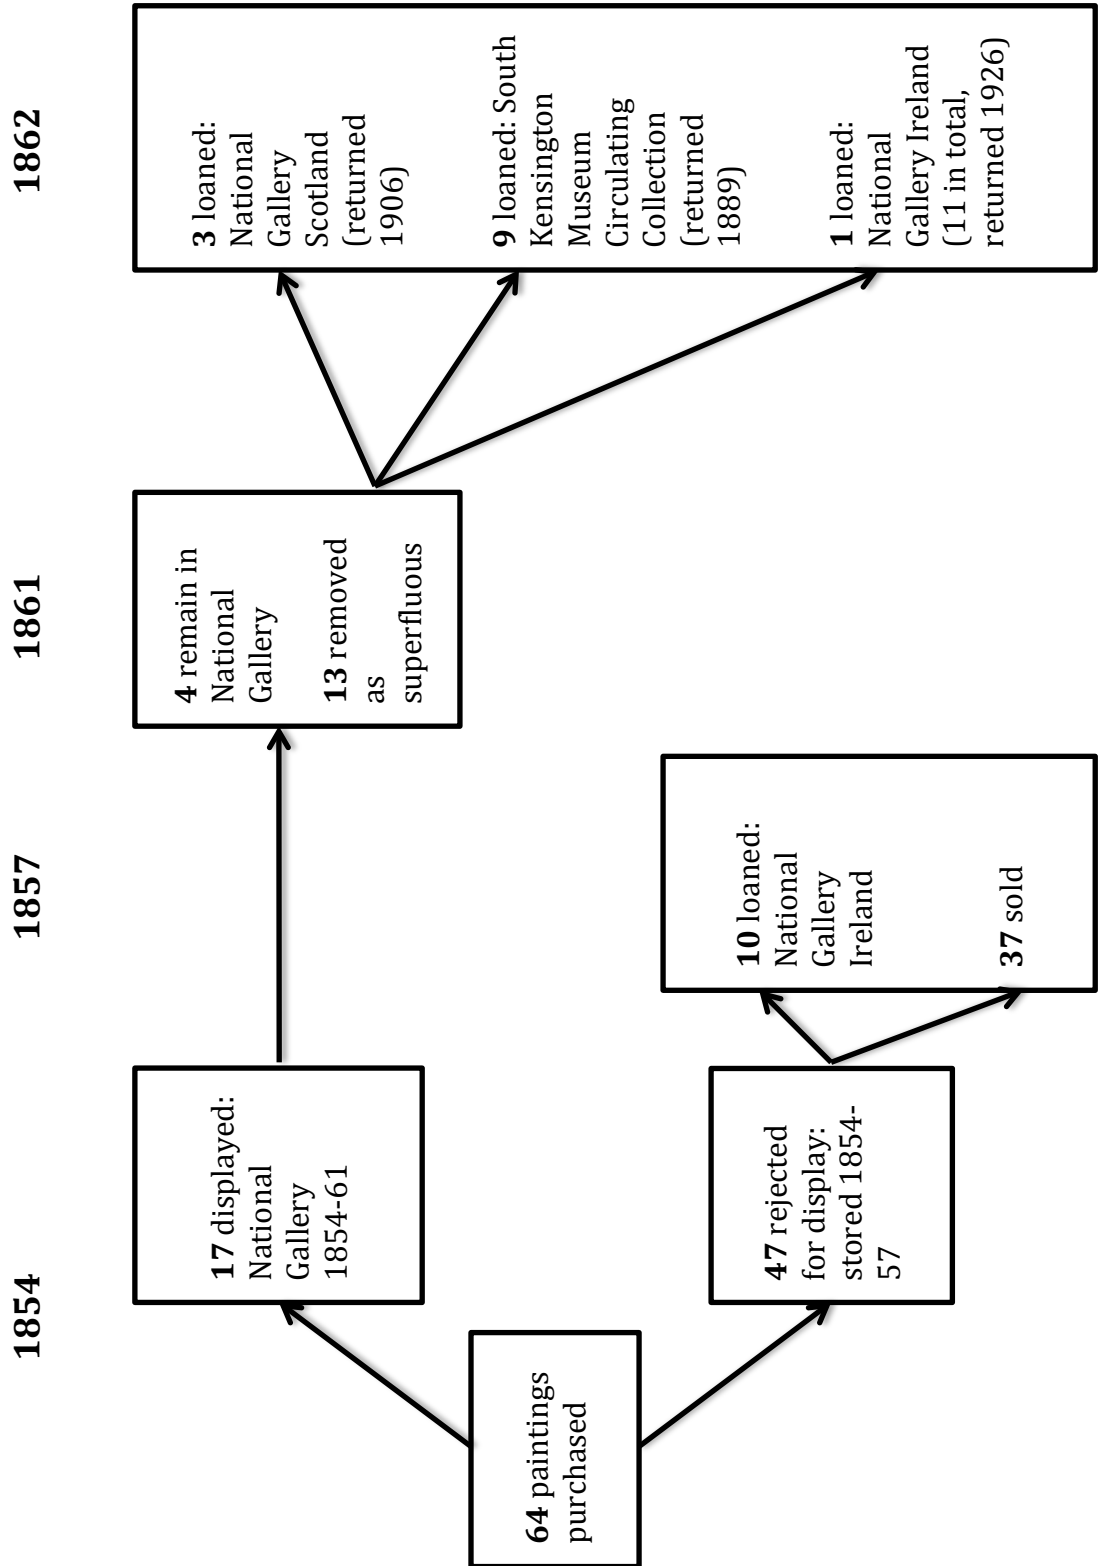 1854
1857
1861
1862
64 paintings
purchased
17 displayed:
National
Gallery
1854-61
47 rejected
for display:
stored 1854-
57
10 loaned:
National
Gallery
Ireland
37 sold
4 remain in
National
Gallery
13 removed
as
superfluous
3 loaned:
National
Gallery
Scotland
(returned
1906)
9 loaned: South
Kensington
Museum
Circulating
Collection
(returned
1889)
1 loaned:
National
Gallery Ireland
(11 in total,
returned 1926)